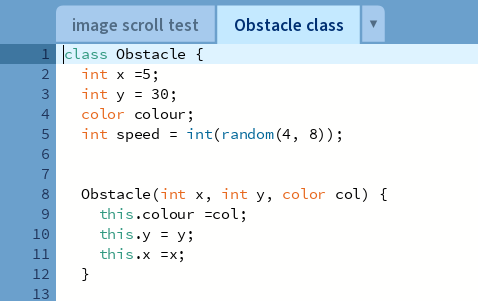 image scroll test Obstacle class ▼
1 class Obstacle {
2 int x =5;
3 int y = 30;
4 color colour;
5 int speed = int(random(4, 8));
6
7
8 Obstacle(int x, int y, color col) {
9 this.colour =col;
10 this.y = y;
11 this.x =x;
12 }
13